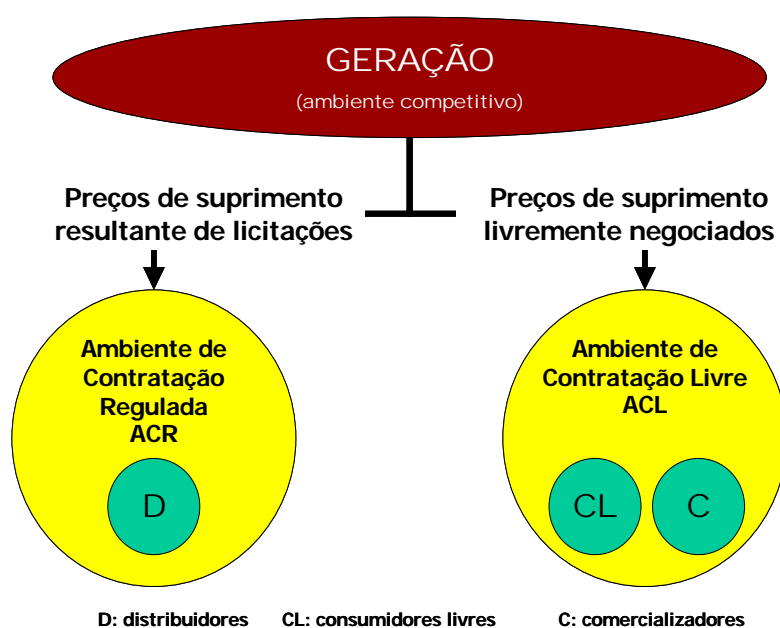 GERAÇÃO
(ambiente competitivo)
Preços de suprimento
resultante de licitações
Preços de suprimento
livremente negociados
Ambiente de
Contratação
Regulada
ACR
D
Ambiente de
Contratação Livre
ACL
CL
C
D: distribuidores
CL: consumidores livres
C: comercializadores